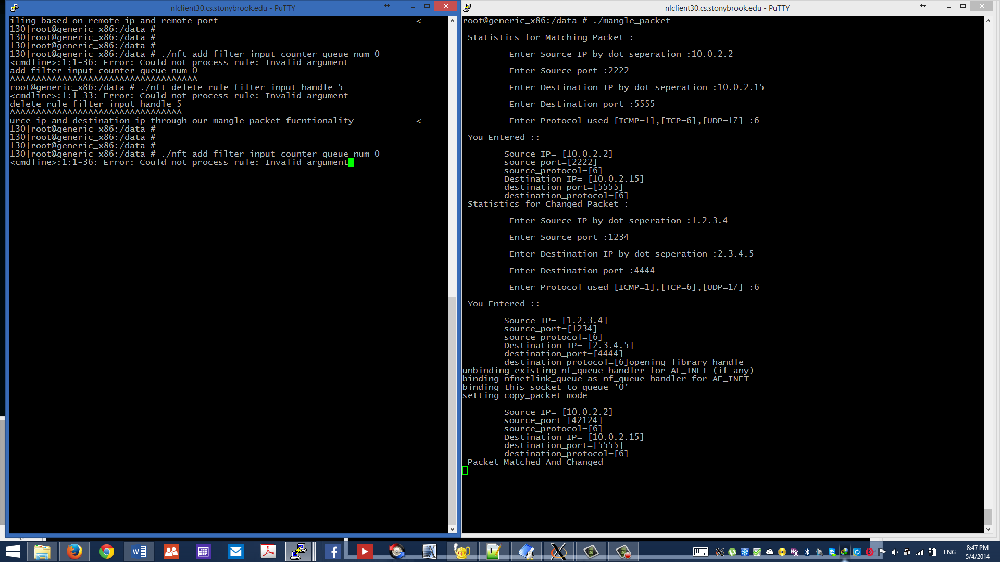 nlclient30.cs.stonybrook.edu - PuTTY
iling based on remote ip and remote port <
130|root@generic_x86:/data #
130|root@generic_x86:/data #
130|root@generic_x86:/data #
130|root@generic_x86:/data # ./nft add filter input counter queue num 0
<cmdline>:1:1-36: Error: Could not process rule: Invalid argument
add filter input counter queue num 0
^^^^^^^^^^^^^^^^^^^^^^^^^^^^^^^^^^^^
root@generic_x86:/data # ./nft delete rule filter input handle 5
<cmdline>:1:1-33: Error: Could not process rule: Invalid argument
delete rule filter input handle 5
^^^^^^^^^^^^^^^^^^^^^^^^^^^^^^^^^
urce ip and destination ip through our mangle packet fucntionality <
130|root@generic_x86:/data #
130|root@generic_x86:/data #
130|root@generic_x86:/data #
130|root@generic_x86:/data # ./nft add filter input counter queue num 0
<cmdline>:1:1-36: Error: Could not process rule: Invalid argument
nlclient30.cs.stonybrook.edu - PuTTY
root@generic_x86:/data # ./mangle_packet
Statistics for Matching Packet :
Enter Source IP by dot seperation :10.0.2.2
Enter Source port :2222
Enter Destination IP by dot seperation :10.0.2.15
Enter Destination port :5555
Enter Protocol used [ICMP=1],[TCP=6],[UDP=17] :6
You Entered ::
Source IP= [10.0.2.2]
source_port=[2222]
source_protocol=[6]
Destination IP= [10.0.2.15]
destination_port=[5555]
destination_protocol=[6]
Statistics for Changed Packet :
Enter Source IP by dot seperation :1.2.3.4
Enter Source port :1234
Enter Destination IP by dot seperation :2.3.4.5
Enter Destination port :4444
Enter Protocol used [ICMP=1],[TCP=6],[UDP=17] :6
You Entered ::
Source IP= [1.2.3.4]
source_port=[1234]
source_protocol=[6]
Destination IP= [2.3.4.5]
destination_port=[4444]
destination_protocol=[6]opening library handle
unbinding existing nf_queue handler for AF_INET (if any)
binding nfnetlink_queue as nf_queue handler for AF_INET
binding this socket to queue '0'
setting copy_packet mode
Source IP= [10.0.2.2]
source_port=[42124]
source_protocol=[6]
Destination IP= [10.0.2.15]
destination_port=[5555]
destination_protocol=[6]
Packet Matched And Changed
ENG
8:47 PM
5/4/2014